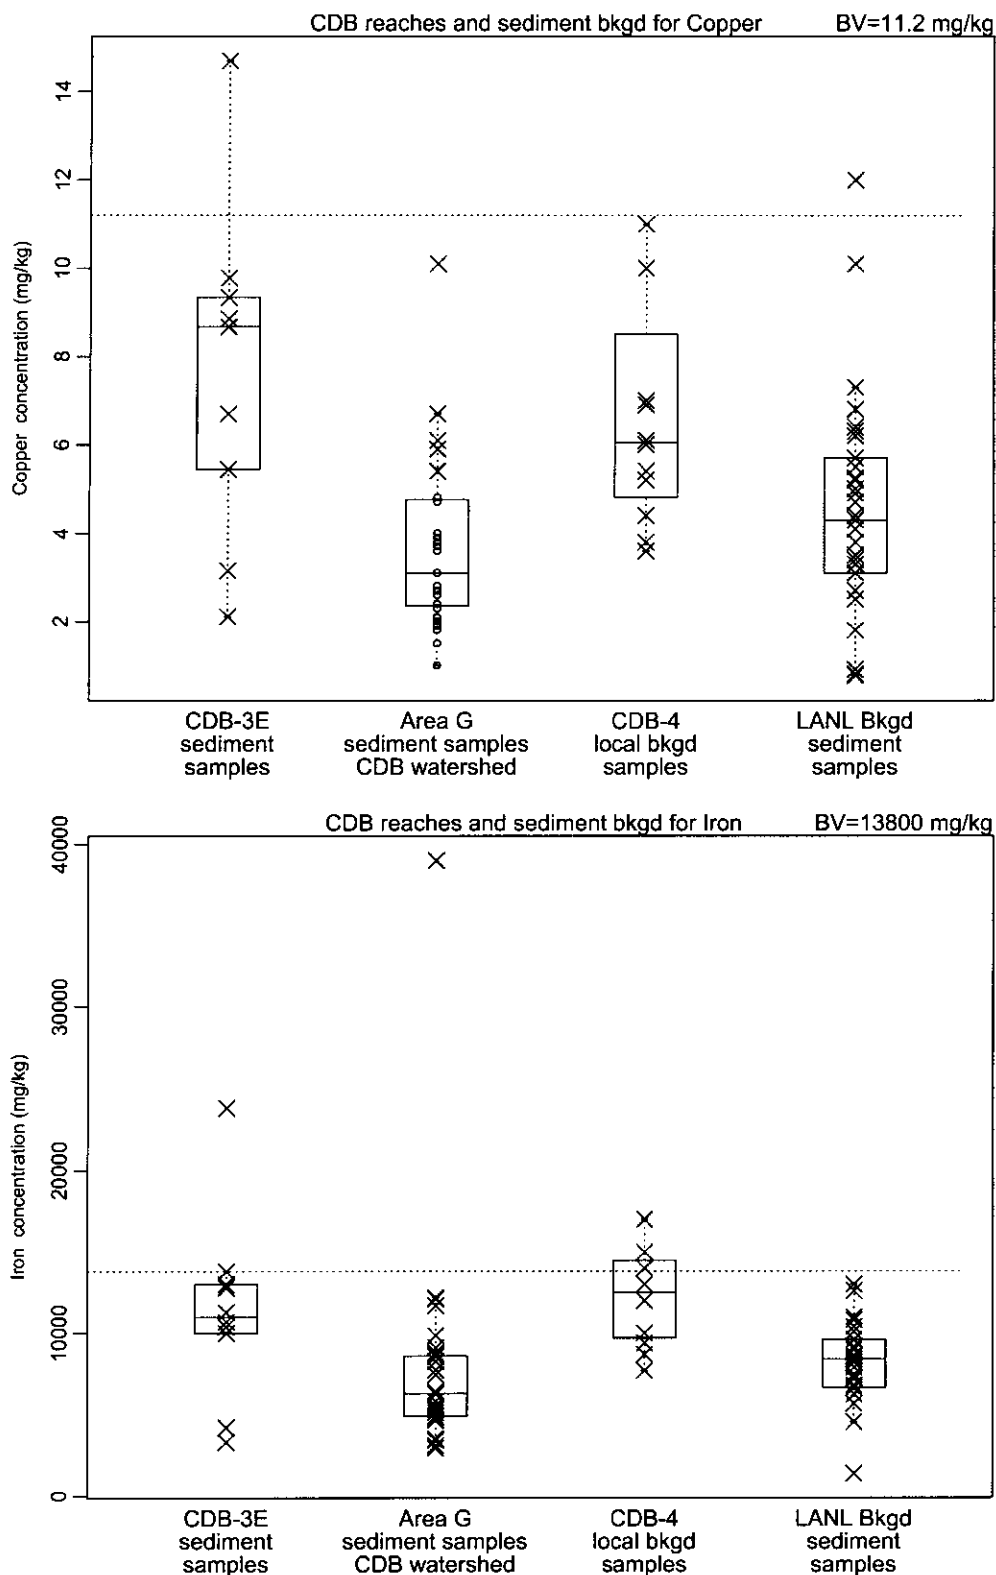 CDB reaches and sediment bkgd for Copper BV=11.2 mg/kg
Copper concentration (mg/kg)
14
12
10
8
6
4
2
CDB-3E Area G CDB-4 LANL Bkgd
sediment sediment samples local bkgd sediment
samples CDB watershed samples samples
CDB reaches and sediment bkgd for Iron BV=13800 mg/kg
Iron concentration (mg/kg)
40000
30000
20000
10000
0
CDB-3E Area G CDB-4 LANL Bkgd
sediment sediment samples local bkgd sediment
samples CDB watershed samples samples